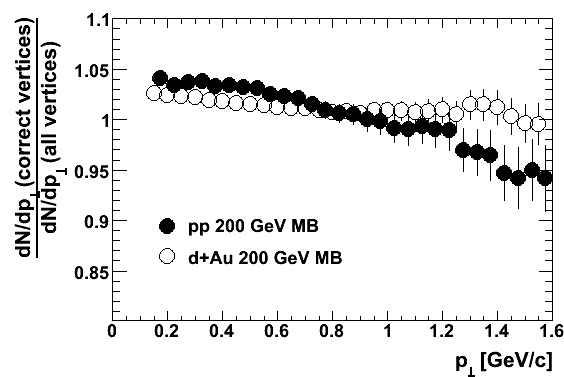 dN/dp⊥(correct vertices)
dN/dp⊥(all vertices)
1.1
1.05
1
0.95
0.9
0.85
pp 200 GeV MB
d+Au 200 GeV MB
0 0.2 0.4 0.6 0.8 1 1.2 1.4 1.6
p⊥ [GeV/c]